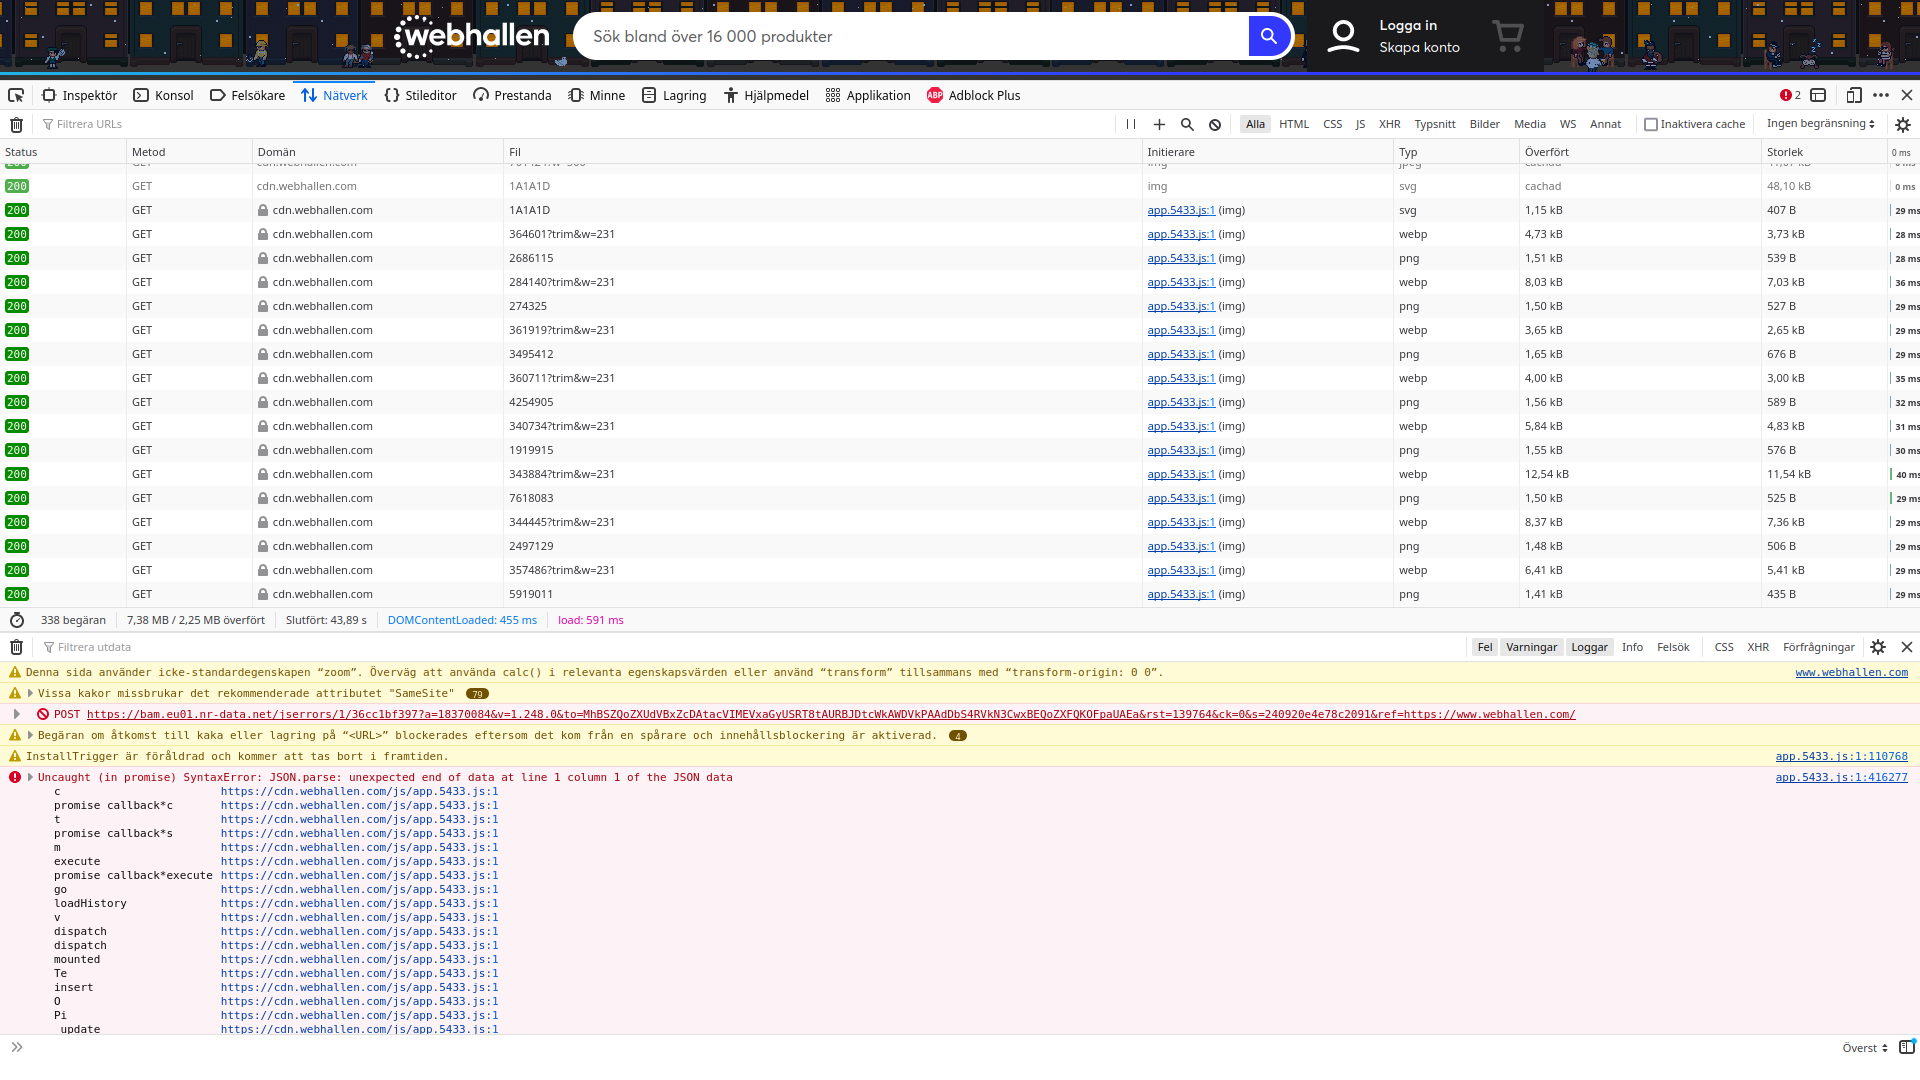 webhallen
Sök bland över 16 000 produkter
Logga in
Skapa konto
Inspektör Konsol Felsökare Nätverk Stileditor Prestanda Minne Lagring Hjälpmedel Applikation ABP Adblock Plus 2
Filtrera URLs Alla HTML CSS JS XHR Typsnitt Bilder Media WS Annat Inaktivera cache Ingen begränsning
Status Metod Domän Fil Initierare Typ Överfört Storlek 0 ms
200 GET cdn.webhallen.com 1A1A1D img svg cachad 48,10 kB 0 ms
200 GET cdn.webhallen.com 1A1A1D app.5433.js:1 (img) svg 1,15 kB 407 B 29 ms
200 GET cdn.webhallen.com 364601?trim&w=231 app.5433.js:1 (img) webp 4,73 kB 3,73 kB 28 ms
200 GET cdn.webhallen.com 2686115 app.5433.js:1 (img) png 1,51 kB 539 B 28 ms
200 GET cdn.webhallen.com 284140?trim&w=231 app.5433.js:1 (img) webp 8,03 kB 7,03 kB 36 ms
200 GET cdn.webhallen.com 274325 app.5433.js:1 (img) png 1,50 kB 527 B 29 ms
200 GET cdn.webhallen.com 361919?trim&w=231 app.5433.js:1 (img) webp 3,65 kB 2,65 kB 29 ms
200 GET cdn.webhallen.com 3495412 app.5433.js:1 (img) png 1,65 kB 676 B 29 ms
200 GET cdn.webhallen.com 360711?trim&w=231 app.5433.js:1 (img) webp 4,00 kB 3,00 kB 35 ms
200 GET cdn.webhallen.com 4254905 app.5433.js:1 (img) png 1,56 kB 589 B 32 ms
200 GET cdn.webhallen.com 340734?trim&w=231 app.5433.js:1 (img) webp 5,84 kB 4,83 kB 31 ms
200 GET cdn.webhallen.com 1919915 app.5433.js:1 (img) png 1,55 kB 576 B 30 ms
200 GET cdn.webhallen.com 343884?trim&w=231 app.5433.js:1 (img) webp 12,54 kB 11,54 kB 40 ms
200 GET cdn.webhallen.com 7618083 app.5433.js:1 (img) png 1,50 kB 525 B 29 ms
200 GET cdn.webhallen.com 344445?trim&w=231 app.5433.js:1 (img) webp 8,37 kB 7,36 kB 29 ms
200 GET cdn.webhallen.com 2497129 app.5433.js:1 (img) png 1,48 kB 506 B 29 ms
200 GET cdn.webhallen.com 357486?trim&w=231 app.5433.js:1 (img) webp 6,41 kB 5,41 kB 29 ms
200 GET cdn.webhallen.com 5919011 app.5433.js:1 (img) png 1,41 kB 435 B 29 ms
338 begäran 7,38 MB / 2,25 MB överfört Slutfört: 43,89 s DOMContentLoaded: 455 ms load: 591 ms
Filtrera utdata Fel Varningar Loggar Info Felsök CSS XHR Förfrågningar
Denna sida använder icke-standardegenskapen “zoom”. Överväg att använda calc() i relevanta egenskapsvärden eller använd “transform” tillsammans med “transform-origin: 0 0”. www.webhallen.com
Vissa kakor missbrukar det rekommenderade attributet "SameSite" 79
POST https://bam.eu01.nr-data.net/jserrors/1/36cc1bf397?a=18370084&v=1.248.0&to=MhBSZQoZXUdVBxZcDAtacVIMEVxaGyUSRT8tAURBJDtcWkAWDVkPAAdDbS4RVkN3CwxBEQoZXFQKOFpaUAEa&rst=139764&ck=0&s=240920e4e78c2091&ref=https://www.webhallen.com/
Begäran om åtkomst till kaka eller lagring på “<URL>” blockerades eftersom det kom från en spårare och innehållsblockering är aktiverad. 4
InstallTrigger är föråldrad och kommer att tas bort i framtiden. app.5433.js:1:110768
Uncaught (in promise) SyntaxError: JSON.parse: unexpected end of data at line 1 column 1 of the JSON data app.5433.js:1:416277
c https://cdn.webhallen.com/js/app.5433.js:1
promise callback*c https://cdn.webhallen.com/js/app.5433.js:1
t https://cdn.webhallen.com/js/app.5433.js:1
promise callback*s https://cdn.webhallen.com/js/app.5433.js:1
m https://cdn.webhallen.com/js/app.5433.js:1
execute https://cdn.webhallen.com/js/app.5433.js:1
promise callback*execute https://cdn.webhallen.com/js/app.5433.js:1
go https://cdn.webhallen.com/js/app.5433.js:1
loadHistory https://cdn.webhallen.com/js/app.5433.js:1
v https://cdn.webhallen.com/js/app.5433.js:1
dispatch https://cdn.webhallen.com/js/app.5433.js:1
dispatch https://cdn.webhallen.com/js/app.5433.js:1
mounted https://cdn.webhallen.com/js/app.5433.js:1
Te https://cdn.webhallen.com/js/app.5433.js:1
insert https://cdn.webhallen.com/js/app.5433.js:1
O https://cdn.webhallen.com/js/app.5433.js:1
Pi https://cdn.webhallen.com/js/app.5433.js:1
update https://cdn.webhallen.com/js/app.5433.js:1
Överst